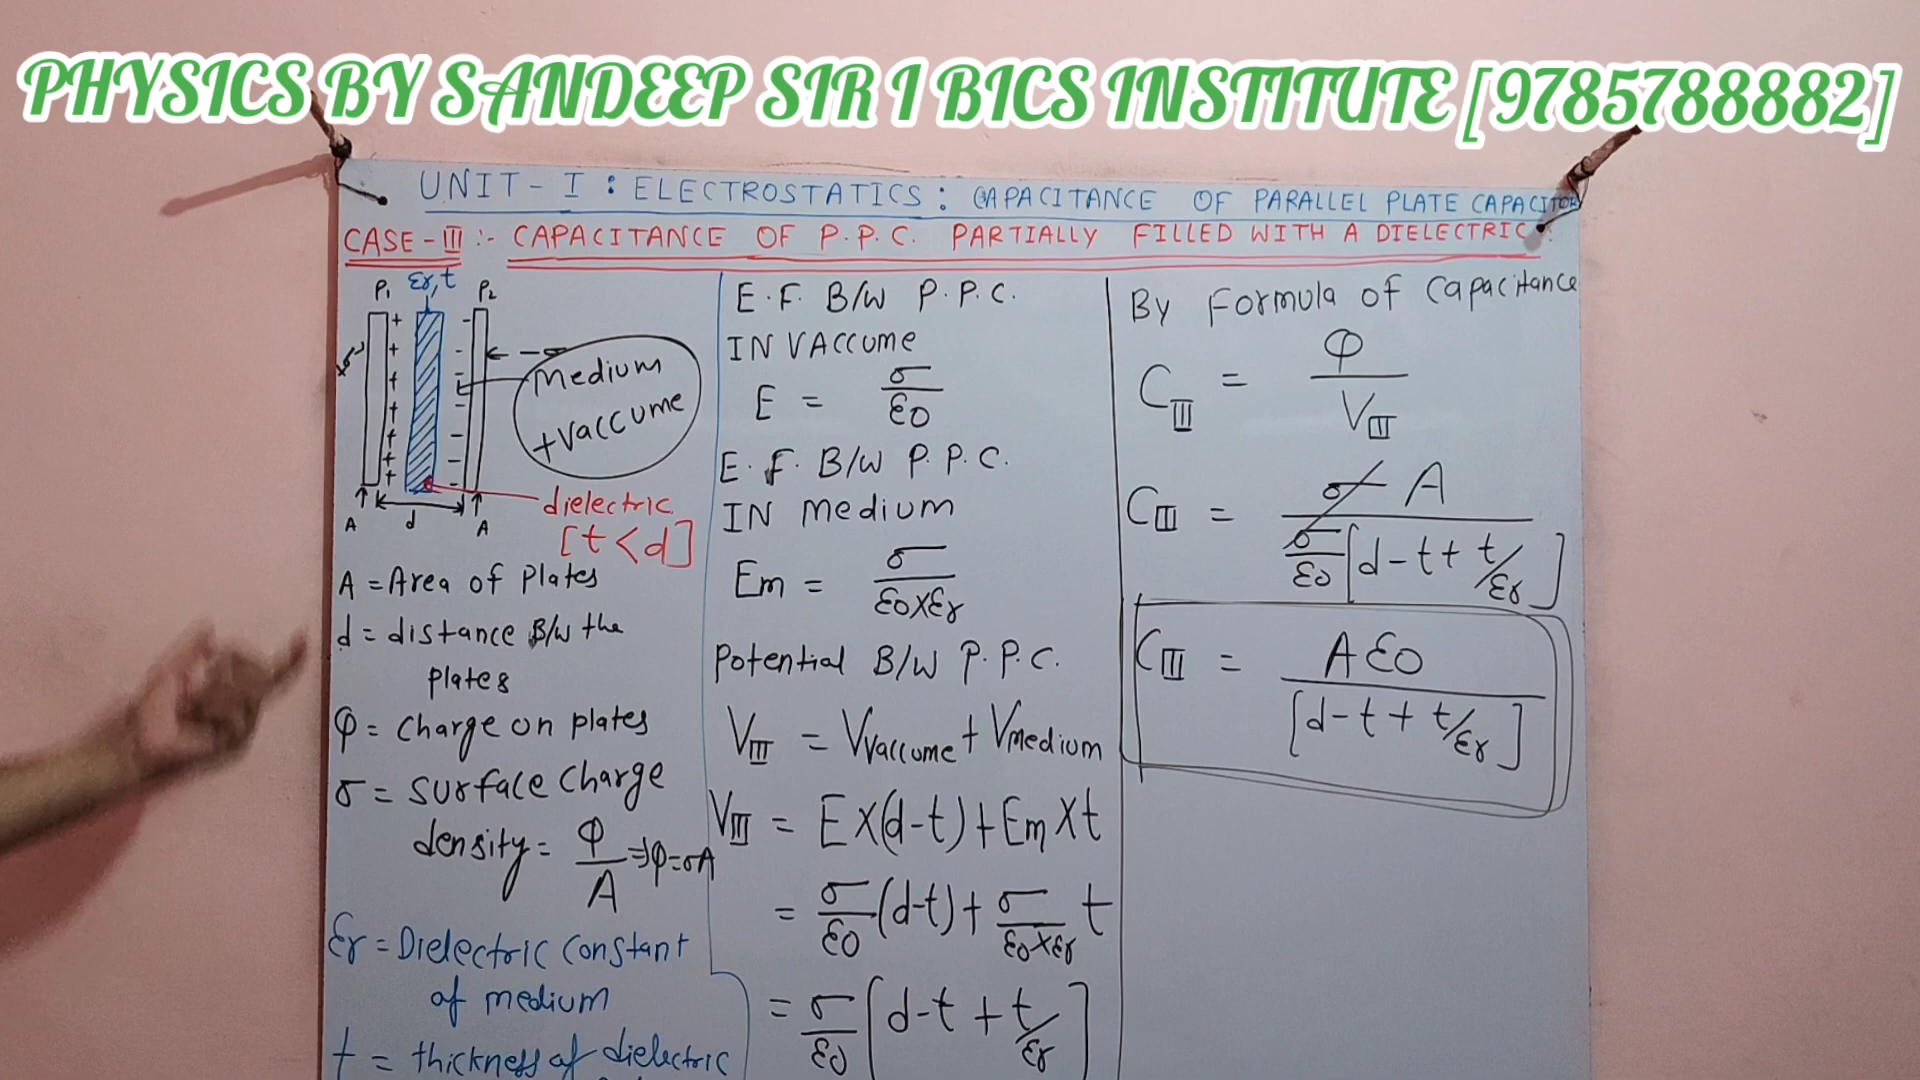 PHYSICS BY SANDEEP SIR I BICS INSTITUTE [9785788882]
UNIT-I : ELECTROSTATICS : CAPACITANCE OF PARALLEL PLATE CAPACITOR
CASE-III :- CAPACITANCE OF P.P.C. PARTIALLY FILLED WITH A DIELECTRIC :
P1 εr,t P2
Medium
+vaccume
dielectric
[t<d]
A d A
A = Area of Plates
d = distance B/W the
plates
φ = Charge on plates
σ = surface Charge
density = φ/A ⇒ φ=σA
εr = Dielectric Constant
of medium
t = thickness of dielectric
E.F. B/W P.P.C.
IN VACCUME
E = σ/ε0
E.F. B/W P.P.C.
IN Medium
Em = σ/ε0×εr
Potential B/W P.P.C.
VIII = Vvaccume + Vmedium
VIII = E×(d-t)+Em×t
= σ/ε0 (d-t) + σ/ε0×εr t
= σ/ε0 [d-t+t/εr]
By Formula of Capacitance
CIII = φ/VIII
CIII = σA / σ/ε0 [d-t+t/εr]
CIII = Aε0 / [d-t+t/εr]